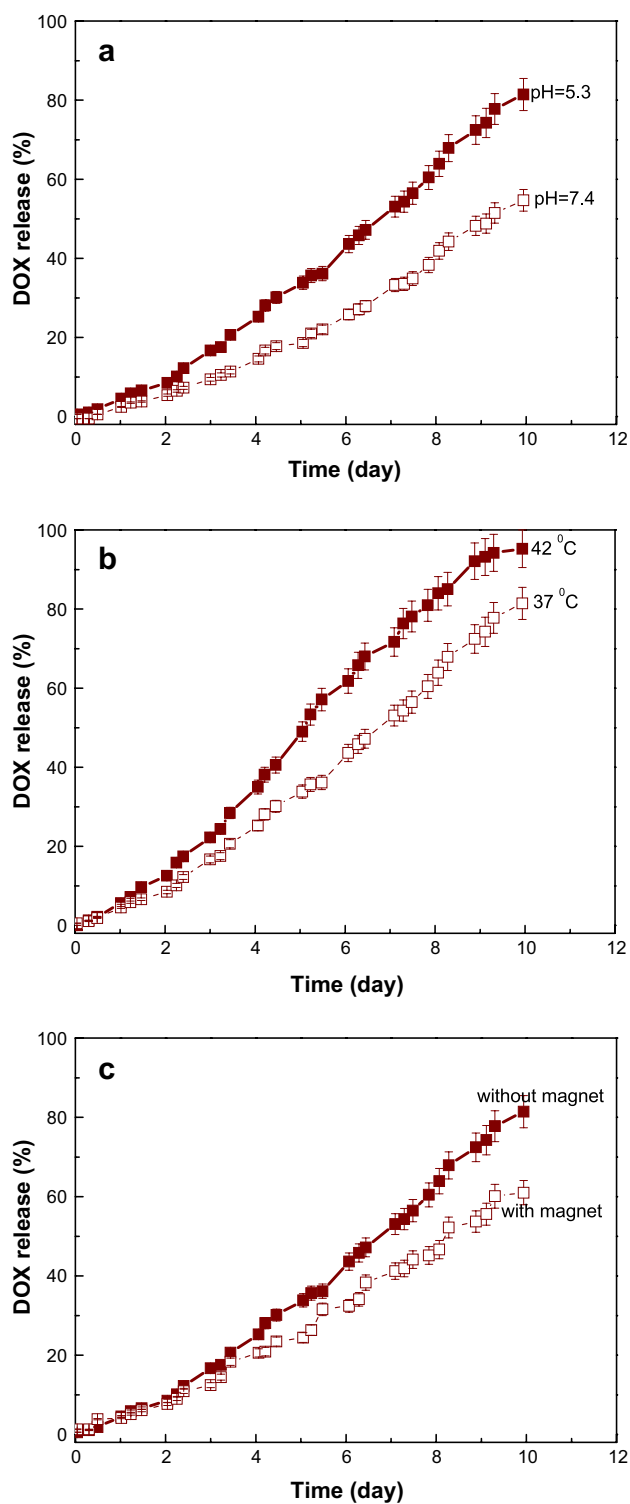 a
100
80
60
40
20
0
DOX release (%)
pH=5.3
pH=7.4
0 2 4 6 8 10 12
Time (day)
b
100
80
60
40
20
0
DOX release (%)
42 ⁰C
37 ⁰C
0 2 4 6 8 10 12
Time (day)
c
100
80
60
40
20
0
DOX release (%)
without magnet
with magnet
0 2 4 6 8 10 12
Time (day)